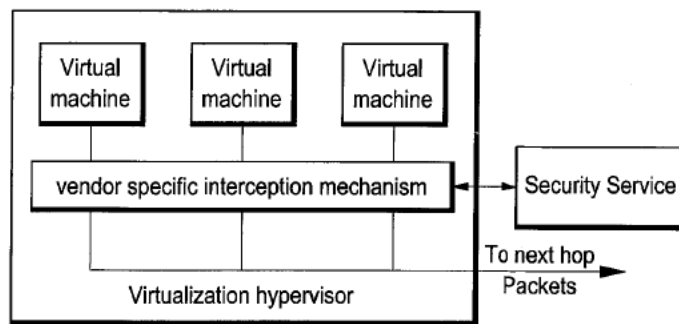 Virtual
machine
Virtual
machine
Virtual
machine
vendor specific interception mechanism
Security Service
To next hop
Packets
Virtualization hypervisor